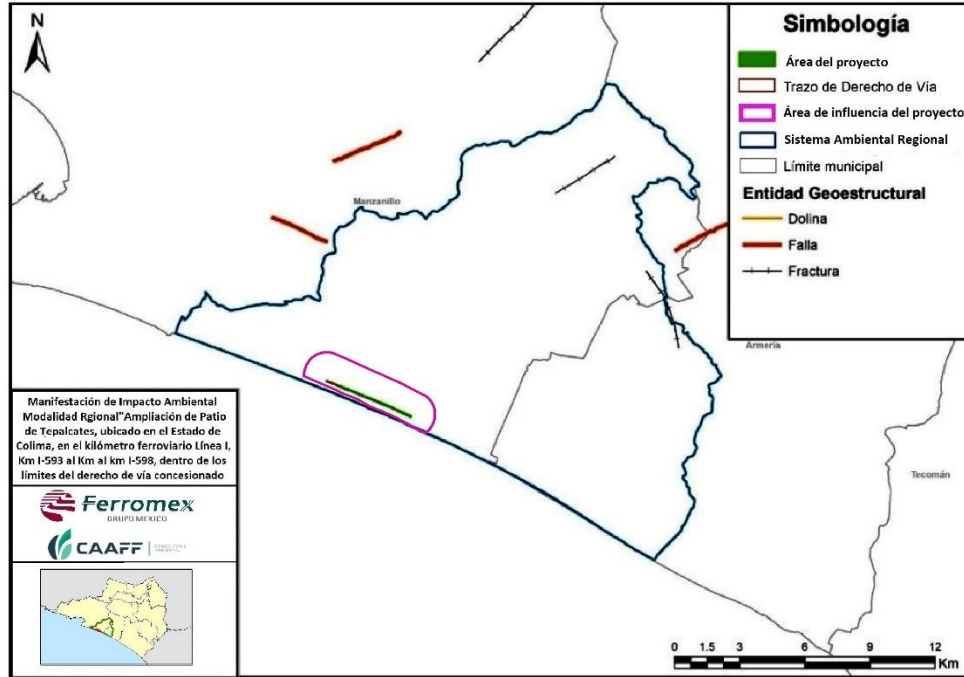 N
Simbología
Área del proyecto
Trazo de Derecho de Vía
Área de influencia del proyecto
Sistema Ambiental Regional
Límite municipal
Entidad Geoestructural
Dolina
Falla
Fractura
Manzanillo
Armería
Tecomán
Manifestación de Impacto Ambiental
Modalidad Rgional"Ampliación de Patio
de Tepalcates, ubicado en el Estado de
Colima, en el kilómetro ferroviario Línea I,
Km I-593 al Km al km I-598, dentro de los
límites del derecho de vía concesionado
Ferromex
GRUPO MEXICO
CAAFF CONSULTORÍA
AMBIENTAL
0 1.5 3 6 9 12
Km